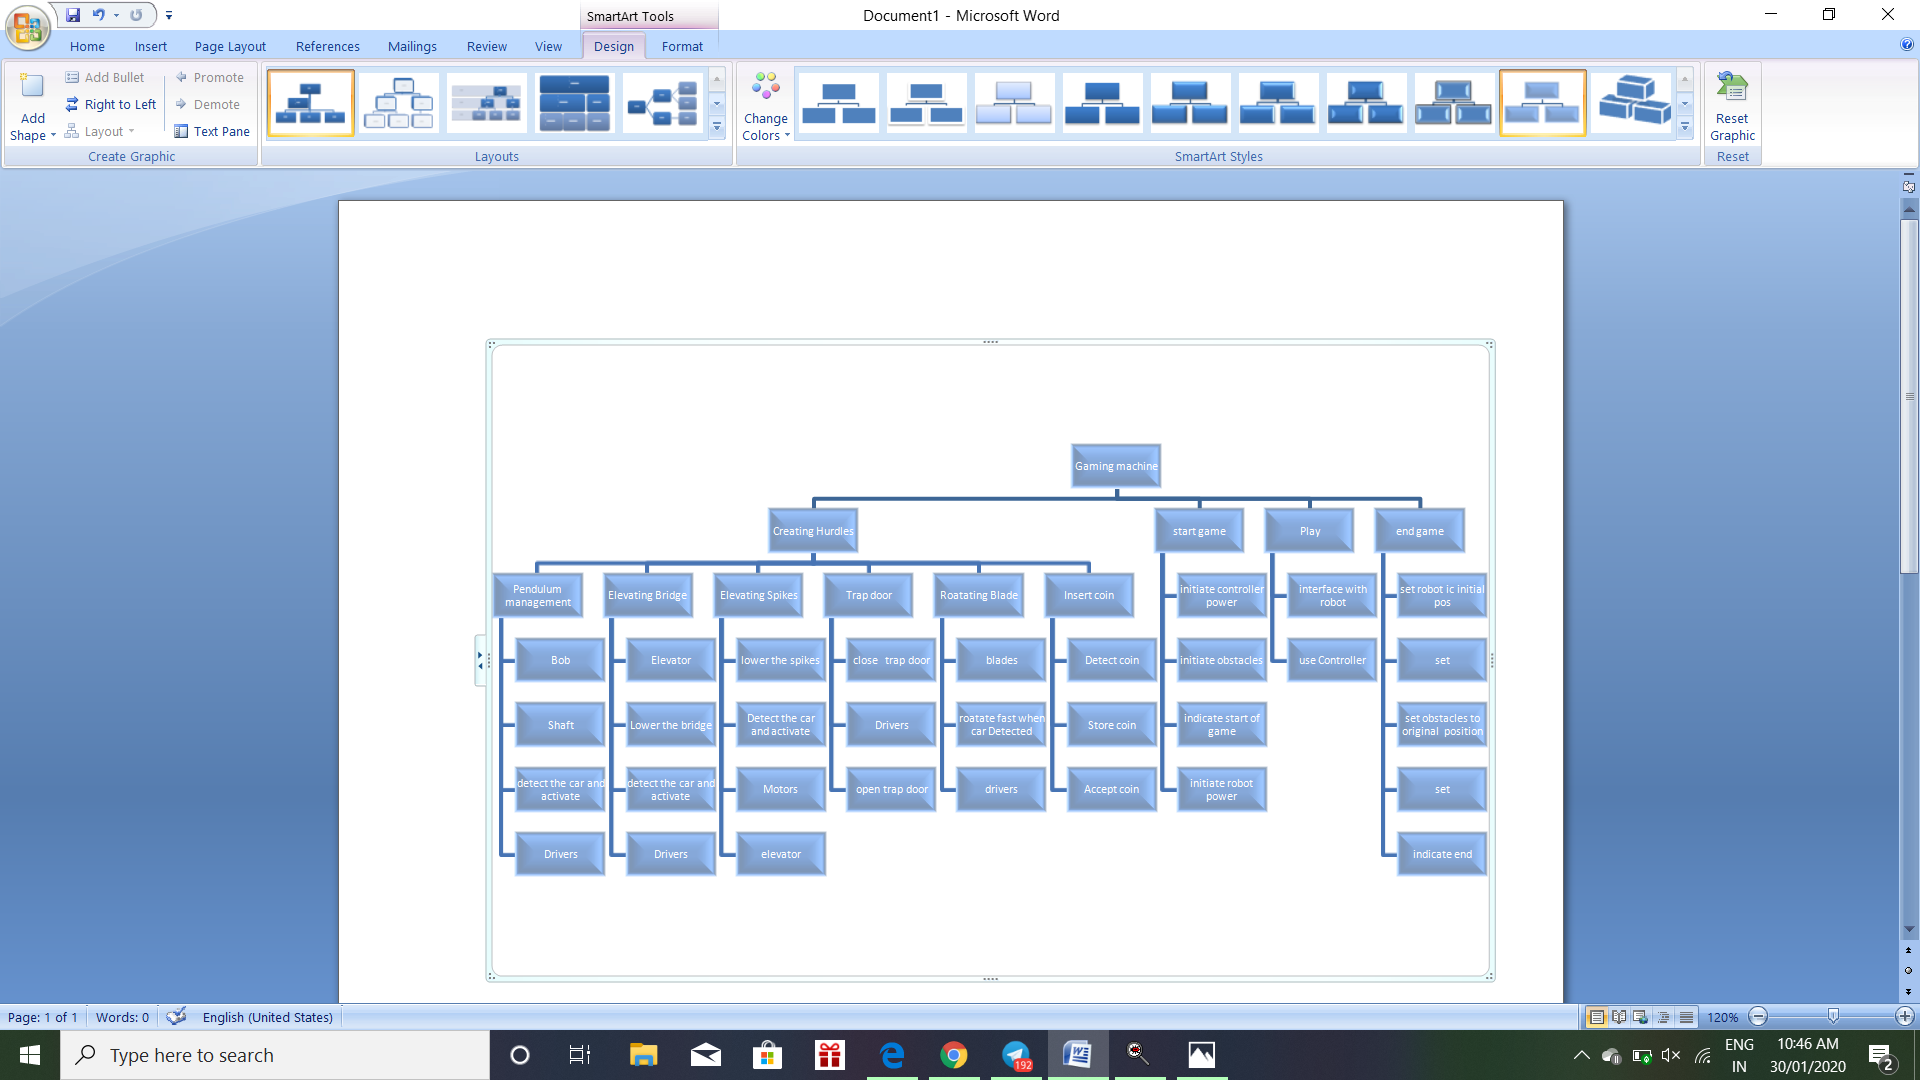 SmartArt Tools
Document1 - Microsoft Word
Home Insert Page Layout References Mailings Review View Design Format
Add Shape
Add Bullet
Right to Left
Layout
Promote
Demote
Text Pane
Create Graphic
Layouts
Change Colors
SmartArt Styles
Reset Graphic
Reset
Gaming machine
Creating Hurdles
start game
Play
end game
Pendulum
management
Elevating Bridge
Elevating Spikes
Trap door
Roatating Blade
Insert coin
initiate controller
power
interface with
robot
set robot ic initial
pos
Bob
Elevator
lower the spikes
close trap door
blades
Detect coin
initiate obstacles
use Controller
set
Shaft
Lower the bridge
Detect the car
and activate
Drivers
roatate fast when
car Detected
Store coin
indicate start of
game
set obstacles to
original position
detect the car and
activate
detect the car and
activate
Motors
open trap door
drivers
Accept coin
initiate robot
power
set
Drivers
Drivers
elevator
indicate end
Page: 1 of 1
Words: 0
English (United States)
120%
Type here to search
192
ENG
IN
10:46 AM
30/01/2020
2